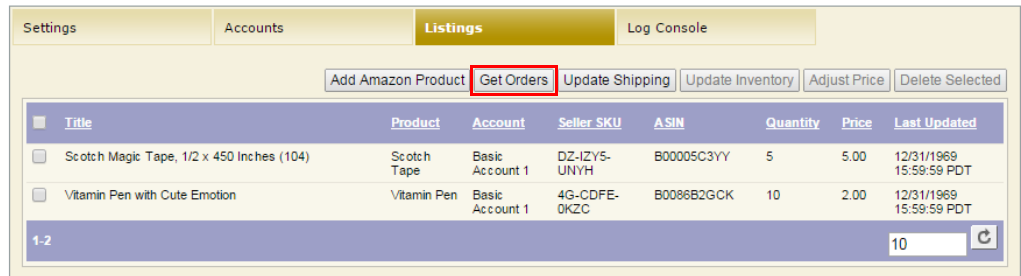 Settings Accounts Listings Log Console
Add Amazon Product Get Orders Update Shipping Update Inventory Adjust Price Delete Selected
Title Product Account Seller SKU ASIN Quantity Price Last Updated
Scotch Magic Tape, 1/2 x 450 Inches (104) Scotch Basic DZ-IZY5- B00005C3YY 5 5.00 12/31/1969
Tape Account 1 UNYH 15:59:59 PDT
Vitamin Pen with Cute Emotion Vitamin Pen Basic 4G-CDFE- B0086B2GCK 10 2.00 12/31/1969
Account 1 0KZC 15:59:59 PDT
1-2 10